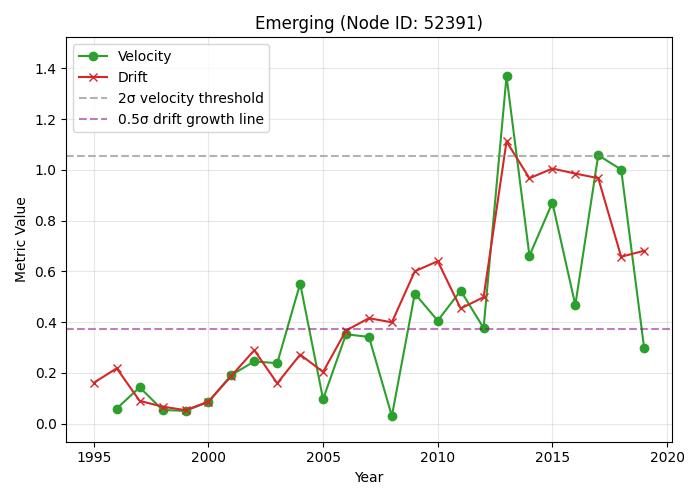 Emerging (Node ID: 52391)
Velocity
Drift
2σ velocity threshold
0.5σ drift growth line
Metric Value
1.4
1.2
1.0
0.8
0.6
0.4
0.2
0.0
1995
2000
2005
2010
2015
2020
Year